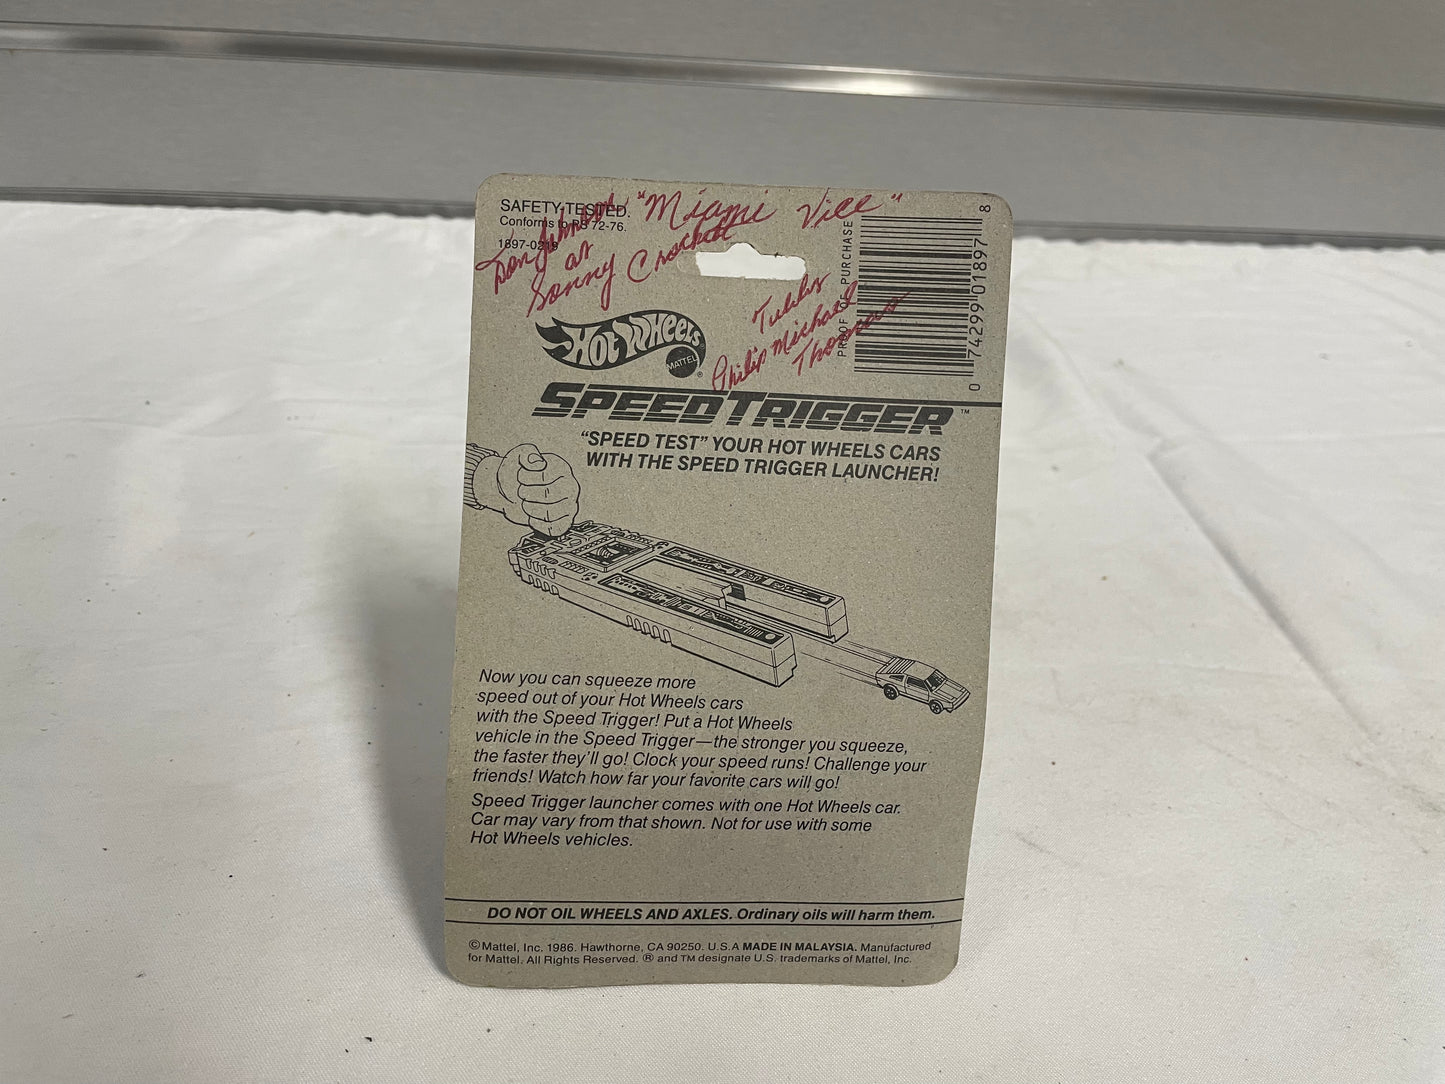 SAFETY TESTED.
Conforms to PS 72-76.
1897-0219
"Miami Vice"
Don Johnson
as
Sonny Crockett
Tubbs
Philip Michael
Thomas
PROOF OF PURCHASE
0 74299 01897 8
HOT WHEELS®
MATTEL®
SPEED TRIGGER™
"SPEED TEST" YOUR HOT WHEELS CARS
WITH THE SPEED TRIGGER LAUNCHER!
Now you can squeeze more
speed out of your Hot Wheels cars
with the Speed Trigger! Put a Hot Wheels
vehicle in the Speed Trigger—the stronger you squeeze,
the faster they'll go! Clock your speed runs! Challenge your
friends! Watch how far your favorite cars will go!
Speed Trigger launcher comes with one Hot Wheels car.
Car may vary from that shown. Not for use with some
Hot Wheels vehicles.
DO NOT OIL WHEELS AND AXLES. Ordinary oils will harm them.
© Mattel, Inc. 1986. Hawthorne, CA 90250. U.S.A MADE IN MALAYSIA. Manufactured
for Mattel. All Rights Reserved. ® and TM designate U.S. trademarks of Mattel, Inc.